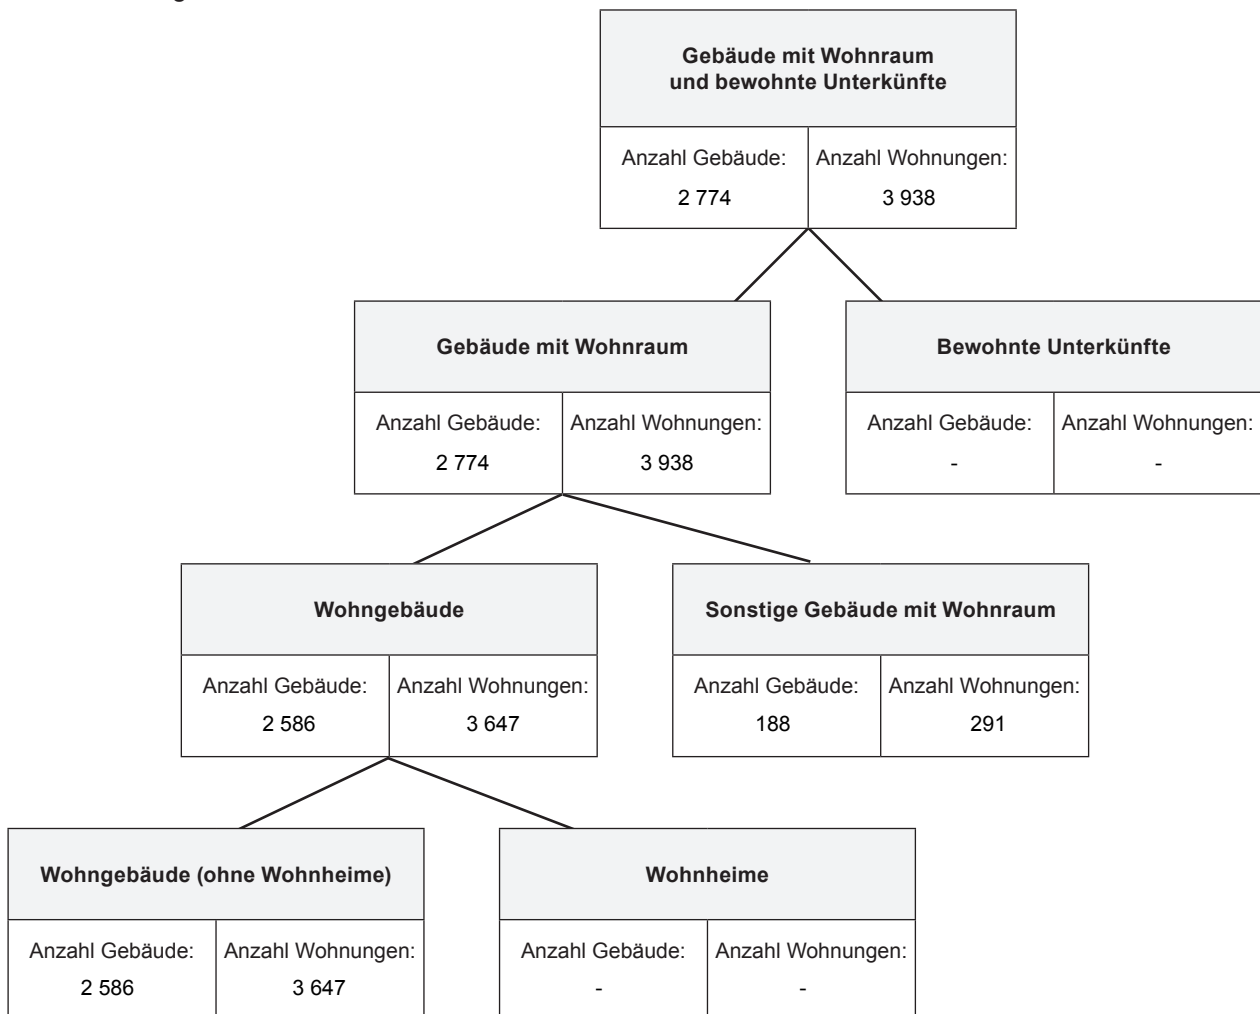 Gebäude mit Wohnraum
und bewohnte Unterkünfte
Anzahl Gebäude: Anzahl Wohnungen:
2 774 3 938
Gebäude mit Wohnraum Bewohnte Unterkünfte
Anzahl Gebäude: Anzahl Wohnungen: Anzahl Gebäude: Anzahl Wohnungen:
2 774 3 938 - -
Wohngebäude Sonstige Gebäude mit Wohnraum
Anzahl Gebäude: Anzahl Wohnungen: Anzahl Gebäude: Anzahl Wohnungen:
2 586 3 647 188 291
Wohngebäude (ohne Wohnheime) Wohnheime
Anzahl Gebäude: Anzahl Wohnungen: Anzahl Gebäude: Anzahl Wohnungen:
2 586 3 647 - -